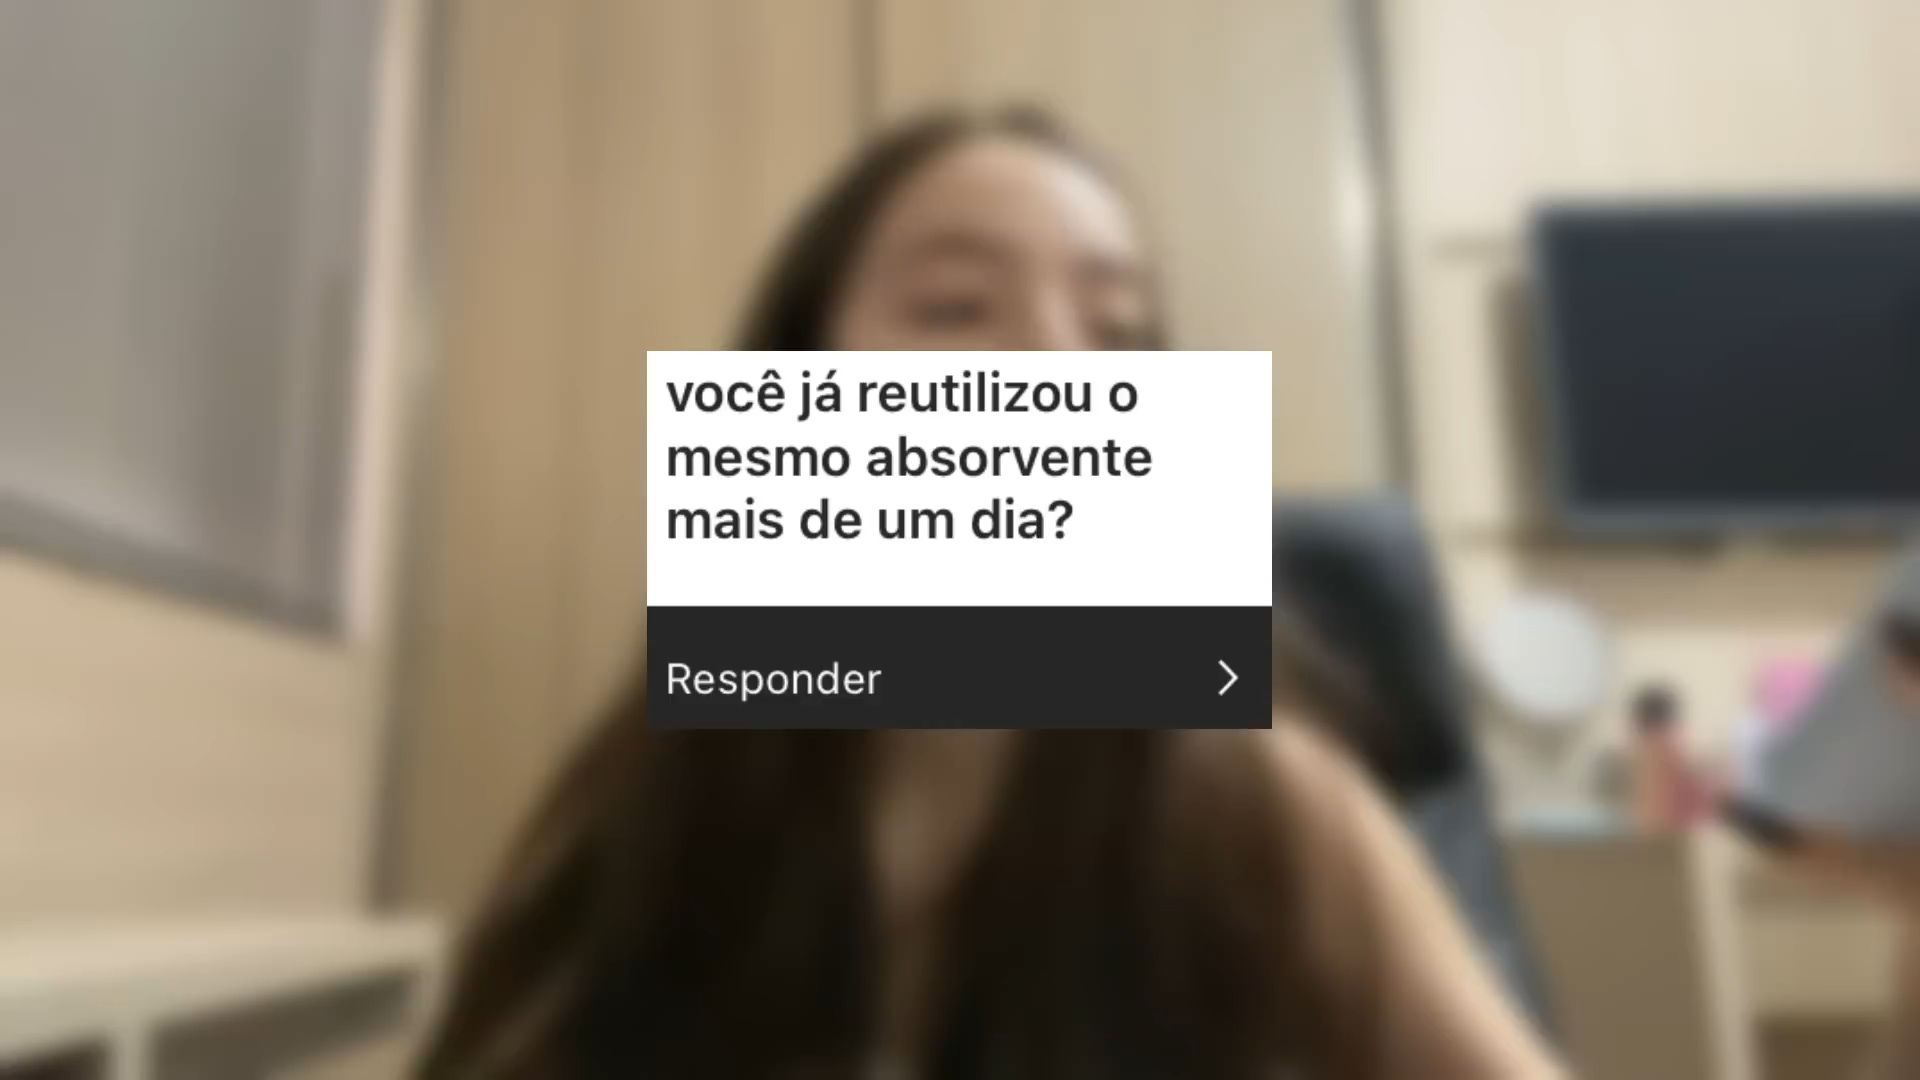 você já reutilizou o
mesmo absorvente
mais de um dia?
Responder